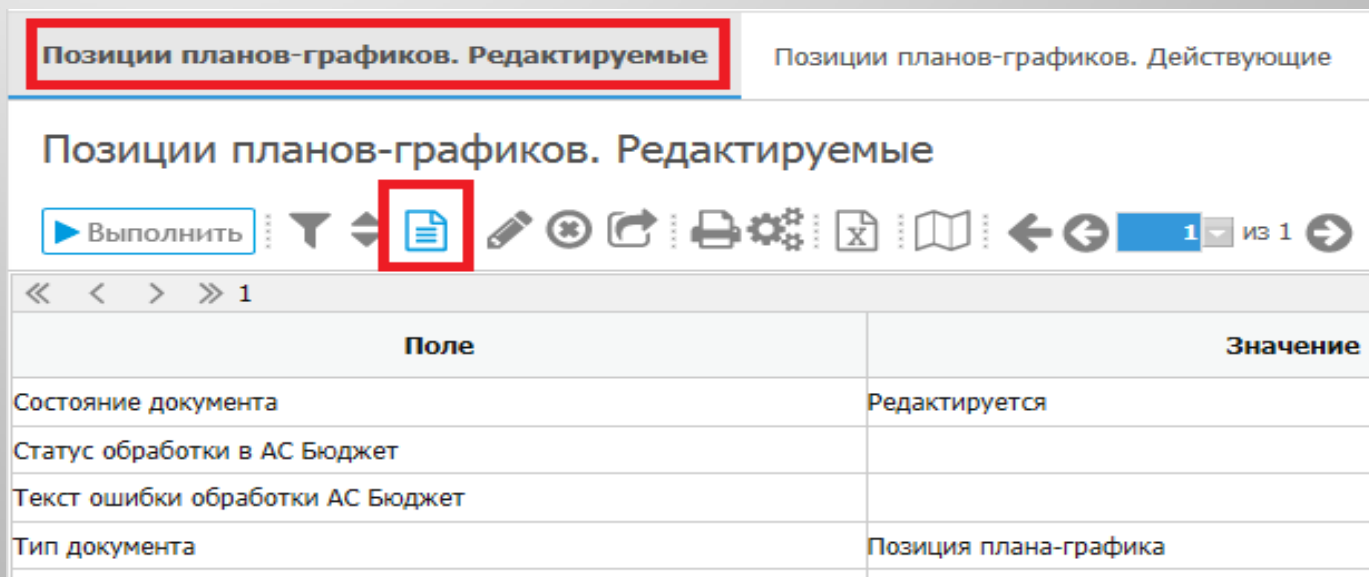 Позиции планов-графиков. Редактируемые Позиции планов-графиков. Действующие
Позиции планов-графиков. Редактируемые
Выполнить X 1 из 1
1
Поле Значение
Состояние документа Редактируется
Статус обработки в АС Бюджет
Текст ошибки обработки АС Бюджет
Тип документа Позиция плана-графика